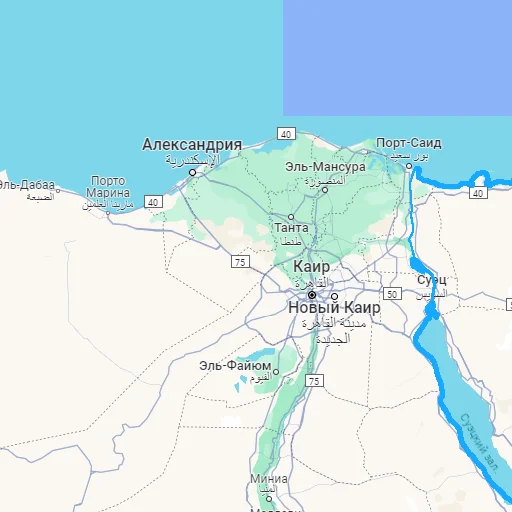 40
Александрия
الإسكندرية
Порт-Саид
بور سعيد
Эль-Мансура
المنصورة
Эль-Дабаа
الضبعة
Порто
Марина
مارينا العلمين
40
40
Танта
طنطا
75
Каир
القاهرة
Суэц
السويس
50
Новый Каир
مدينة القاهرة
الجديدة
Эль-Файюм
الفيوم
75
Суэцкий зал.
Миниа
المنيا